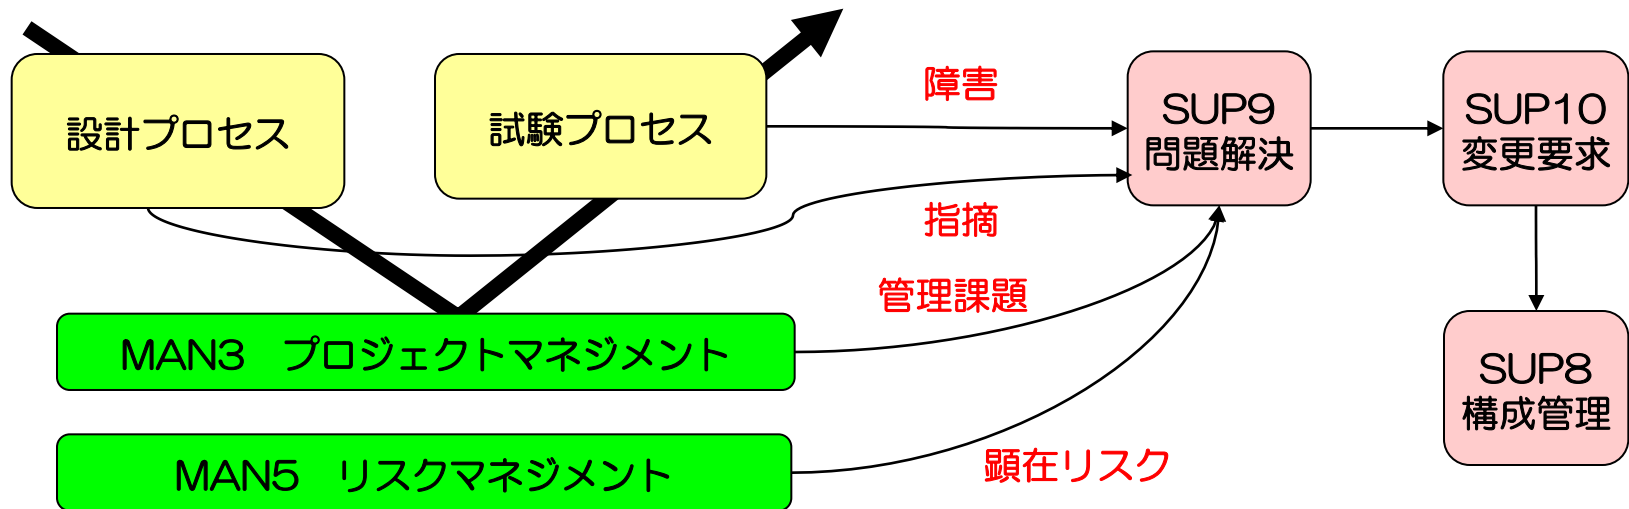 設計プロセス
試験プロセス
障害
SUP9
問題解決
SUP10
変更要求
指摘
管理課題
MAN3　プロジェクトマネジメント
SUP8
構成管理
MAN5　リスクマネジメント
顕在リスク